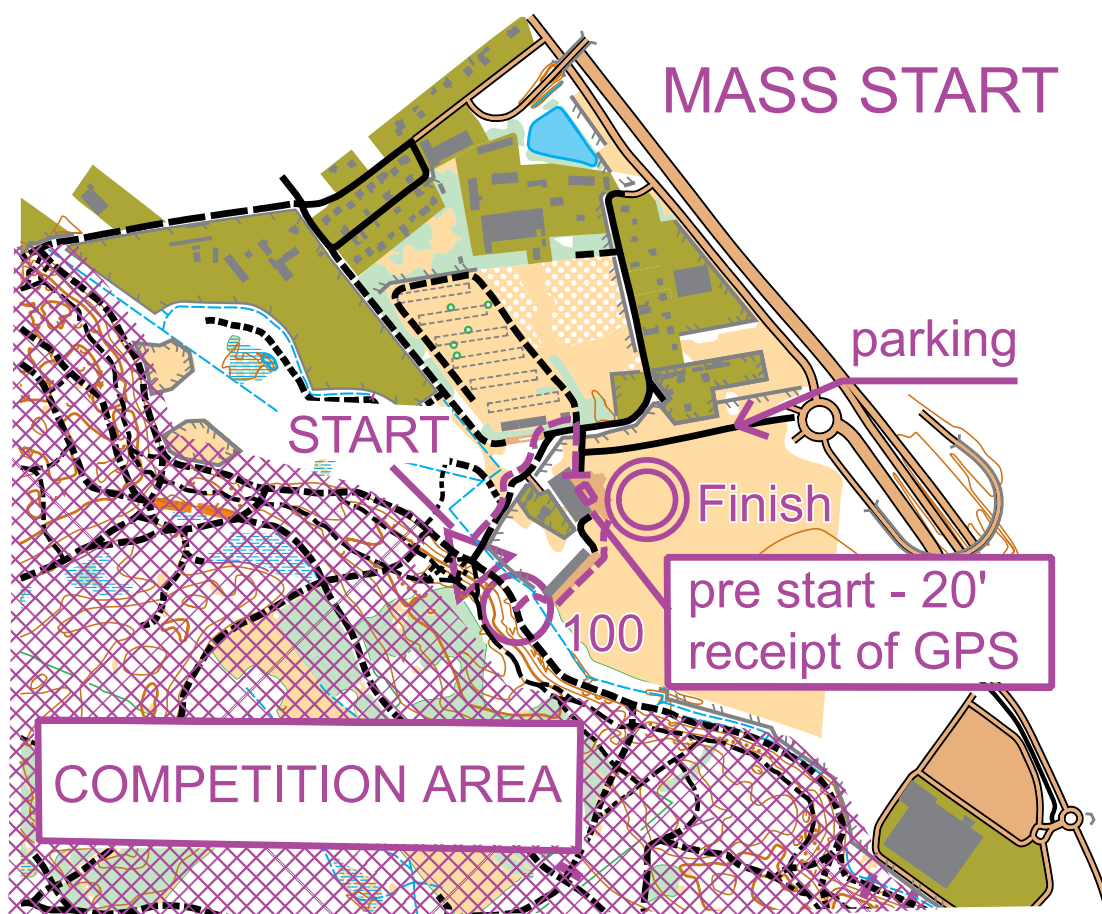 MASS START
parking
START
Finish
pre start - 20'
receipt of GPS
100
COMPETITION AREA